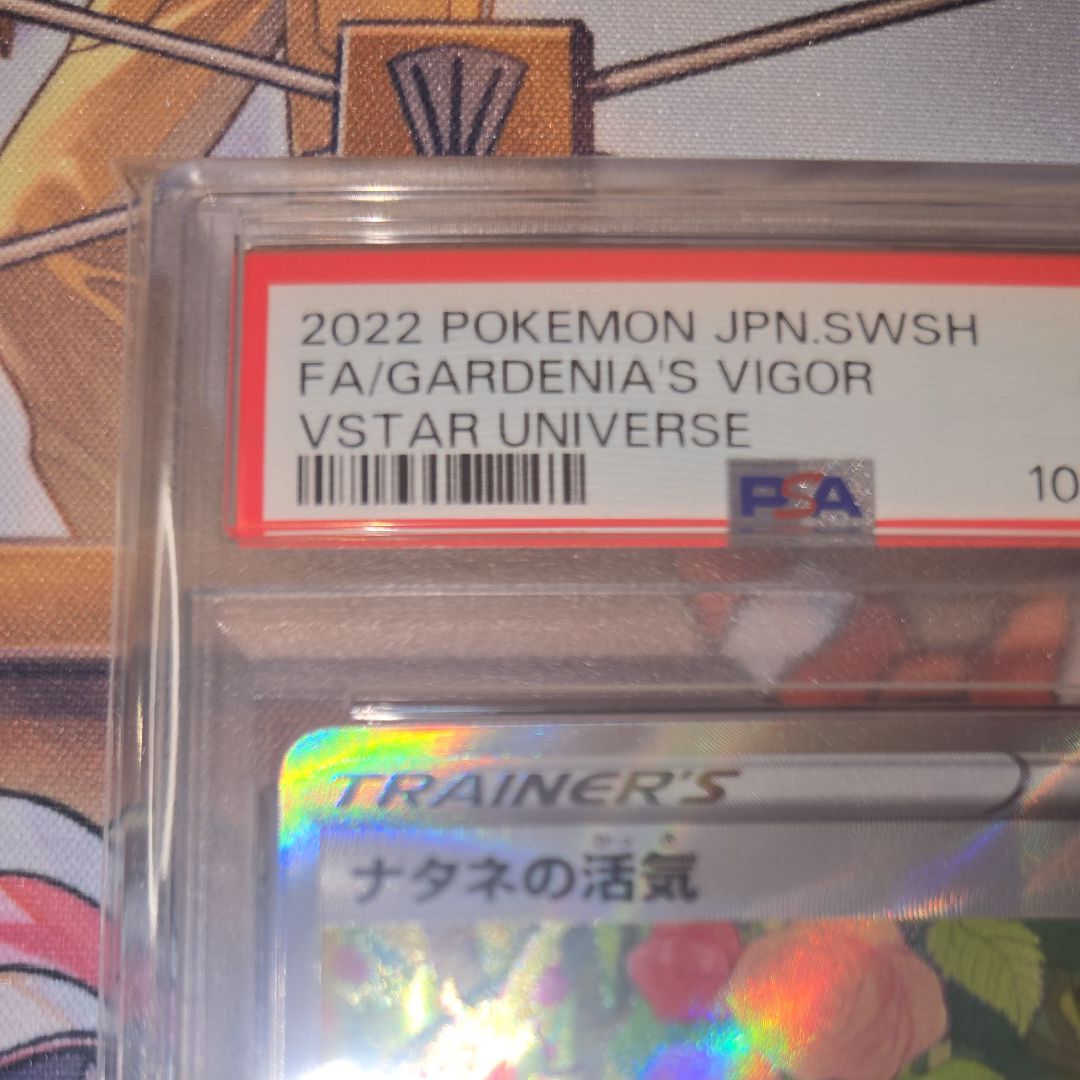 2022 POKEMON JPN.SWSH
FA/GARDENIA'S VIGOR
VSTAR UNIVERSE
PSA
10
TRAINER'S
ナタネの活気